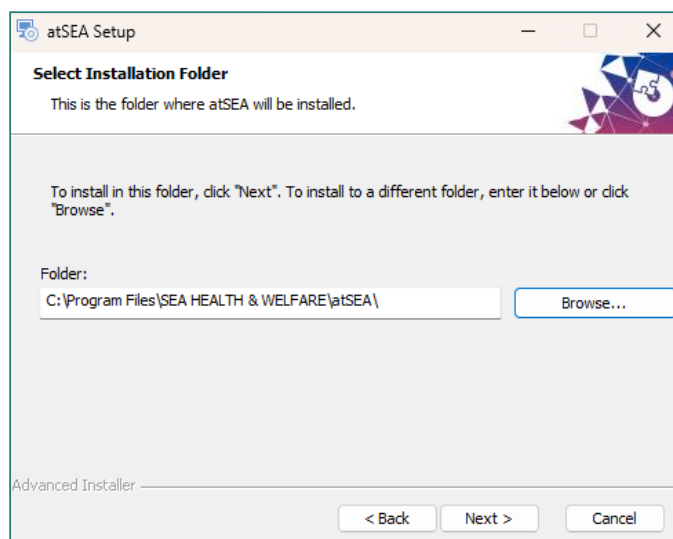 atSEA Setup
Select Installation Folder
This is the folder where atSEA will be installed.
To install in this folder, click "Next". To install to a different folder, enter it below or click
"Browse".
Folder:
C:\Program Files\SEA HEALTH & WELFARE\atSEA\
Browse...
Advanced Installer
< Back
Next >
Cancel